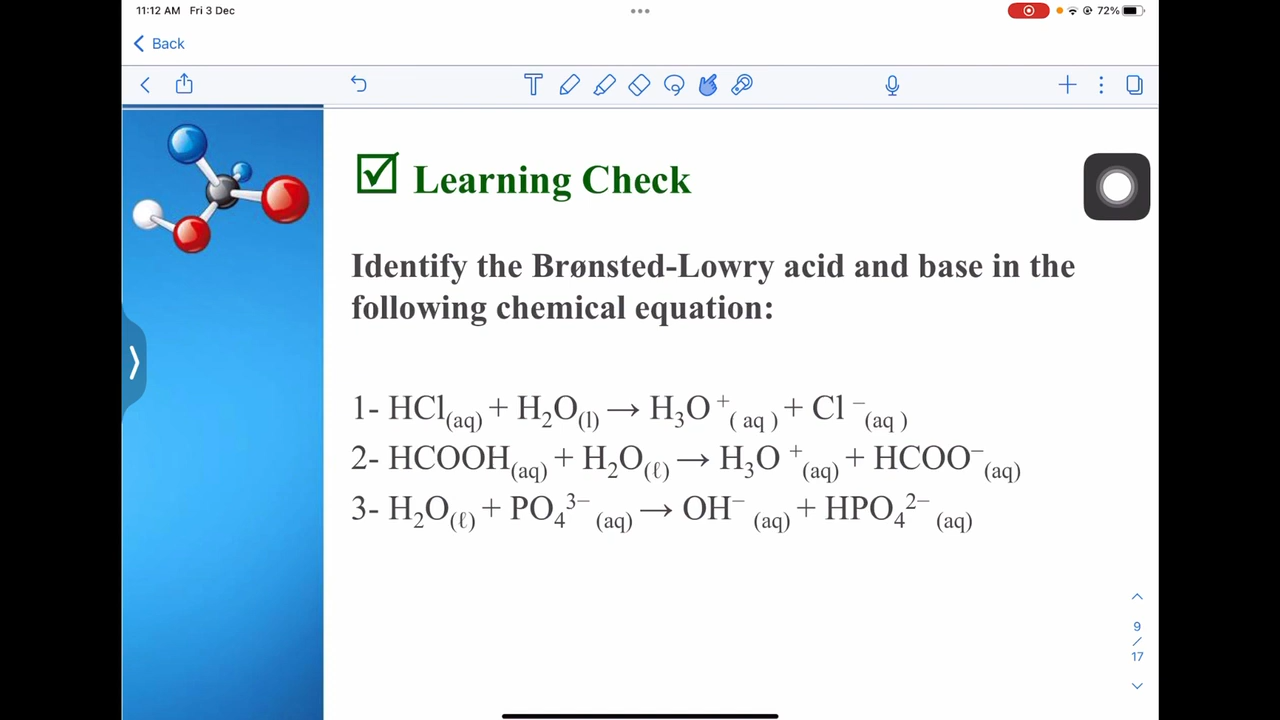 11:12 AM Fri 3 Dec
72%
Back
Learning Check
Identify the Brønsted-Lowry acid and base in the
following chemical equation:
1- HCl(aq) + H₂O(l) → H₃O ⁺( aq ) + Cl ⁻(aq )
2- HCOOH(aq) + H₂O(ℓ) → H₃O ⁺(aq) + HCOO⁻(aq)
3- H₂O(ℓ) + PO₄³⁻ (aq) → OH⁻ (aq) + HPO₄²⁻ (aq)
9
/
17